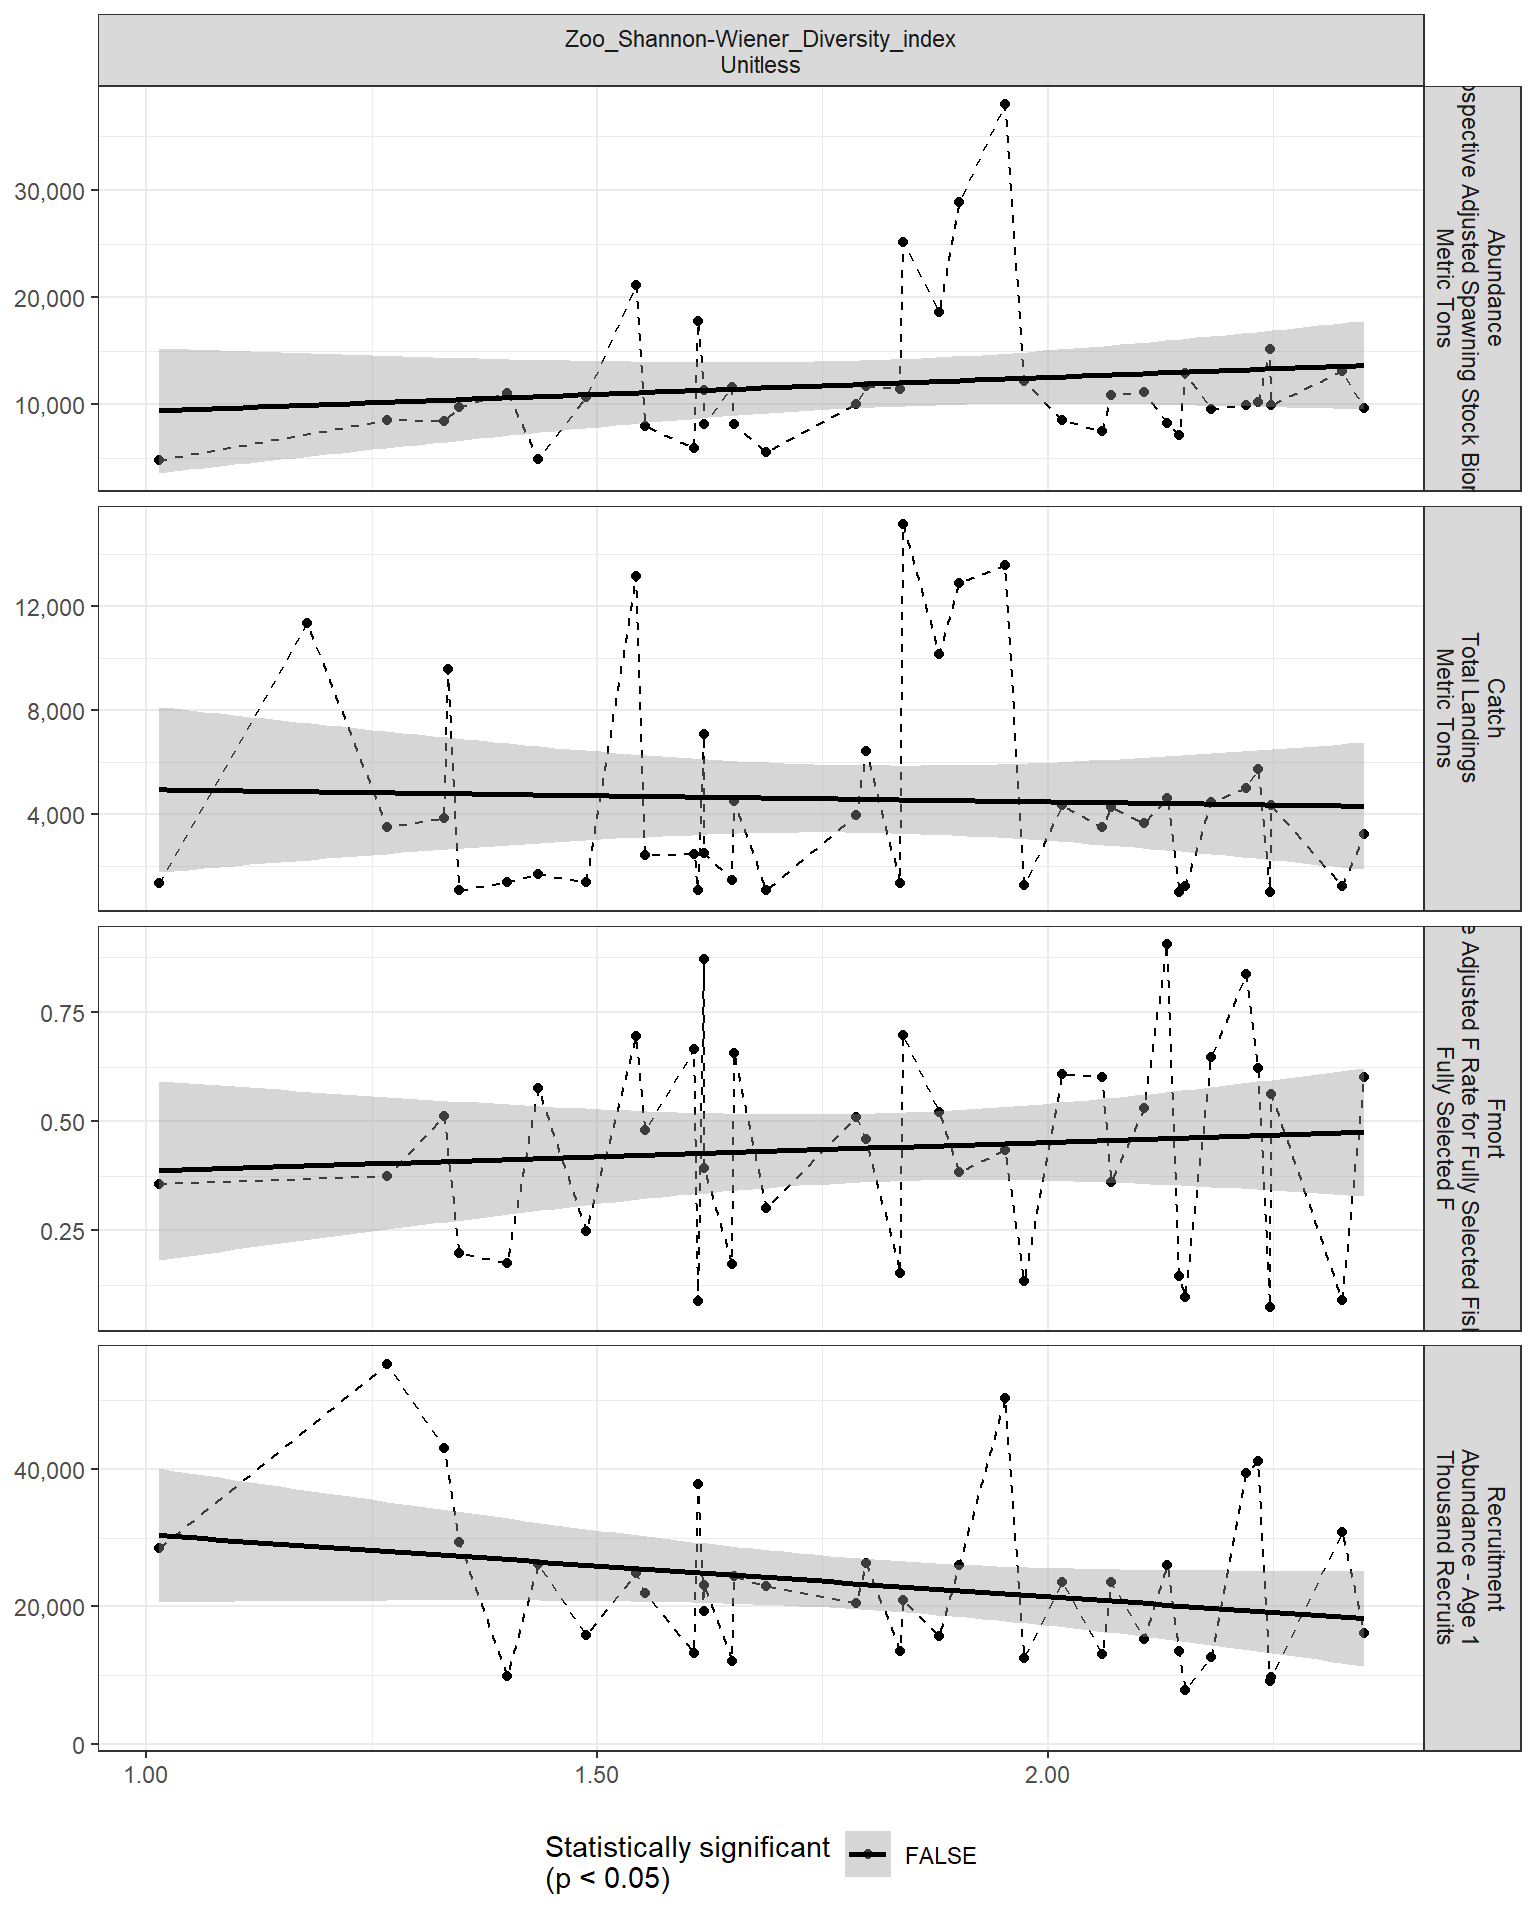 Zoo_Shannon-Wiener_Diversity_index
Unitless
30,000
20,000
10,000
Abundance
Adjusted Spawning Stock
Metric Tons
12,000
8,000
4,000
Catch
Total Landings
Metric Tons
0.75
0.50
0.25
Fmort
Adjusted F Rate for Fully Selected
Fully Selected F
40,000
20,000
0
Recruitment
Abundance - Age 1
Thousand Recruits
1.00
1.50
2.00
Statistically significant
(p < 0.05)
FALSE